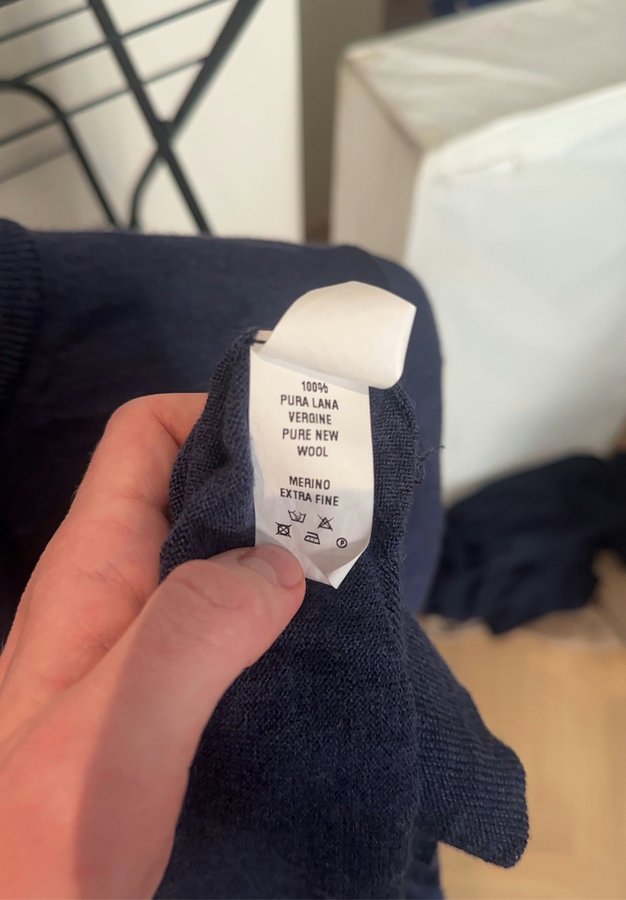 100%
PURA LANA
VERGINE
PURE NEW
WOOL
MERINO
EXTRA FINE
P